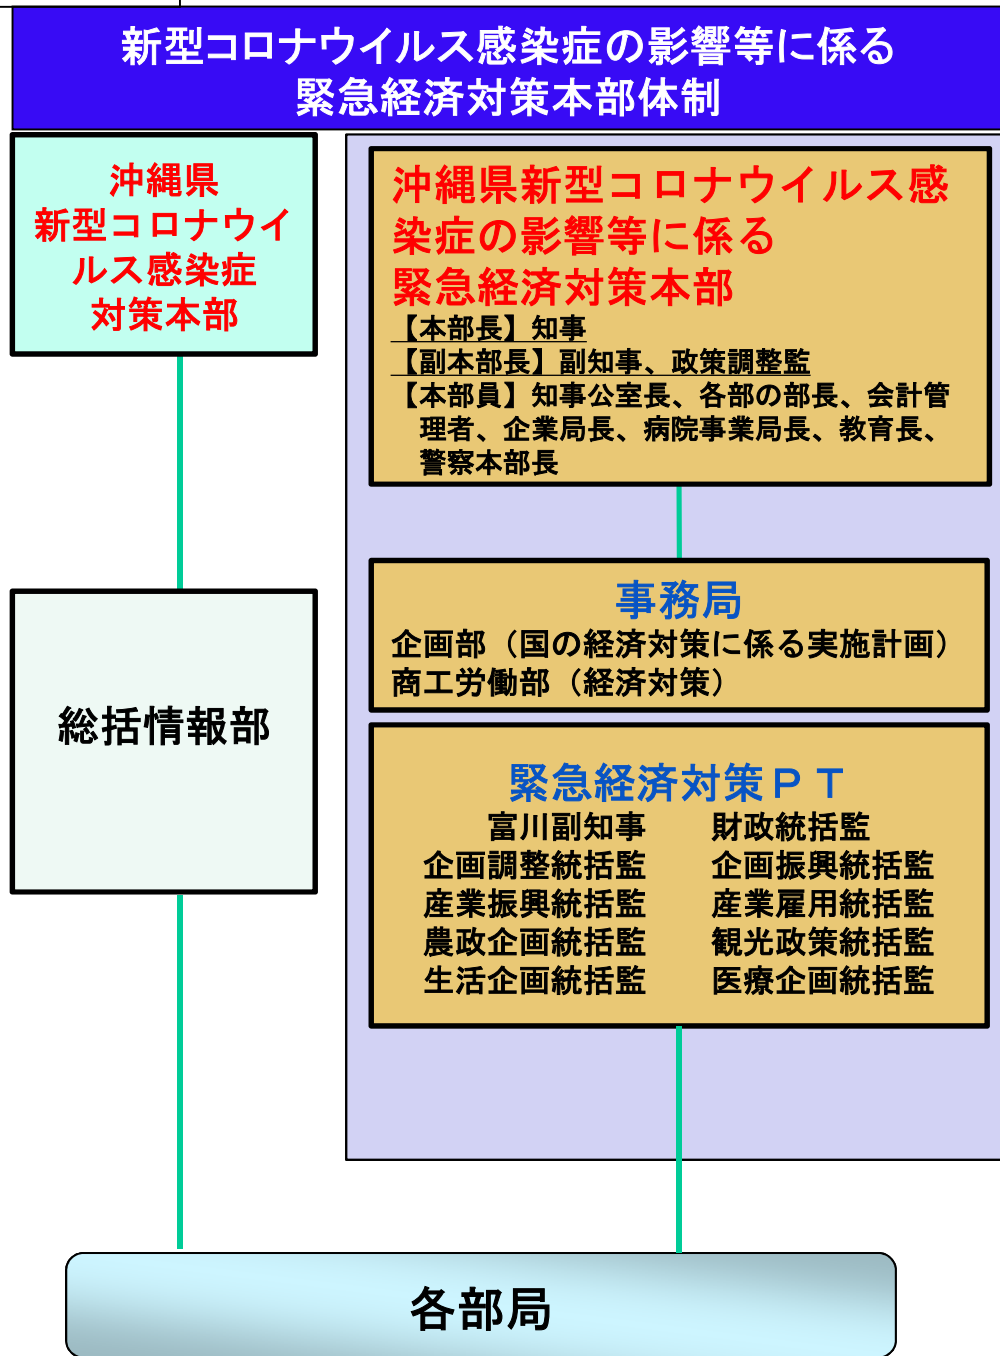 新型コロナウイルス感染症の影響等に係る
緊急経済対策本部体制
沖縄県
新型コロナウイ
ルス感染症
対策本部
総括情報部
沖縄県新型コロナウイルス感
染症の影響等に係る
緊急経済対策本部
【本部長】知事
【副本部長】副知事、政策調整監
【本部員】知事公室長、各部の部長、会計管
理者、企業局長、病院事業局長、教育長、
警察本部長
事務局
企画部（国の経済対策に係る実施計画）
商工労働部（経済対策）
緊急経済対策ＰＴ
富川副知事　　財政統括監
企画調整統括監　　企画振興統括監
産業振興統括監　　産業雇用統括監
農政企画統括監　　観光政策統括監
生活企画統括監　　医療企画統括監
各部局